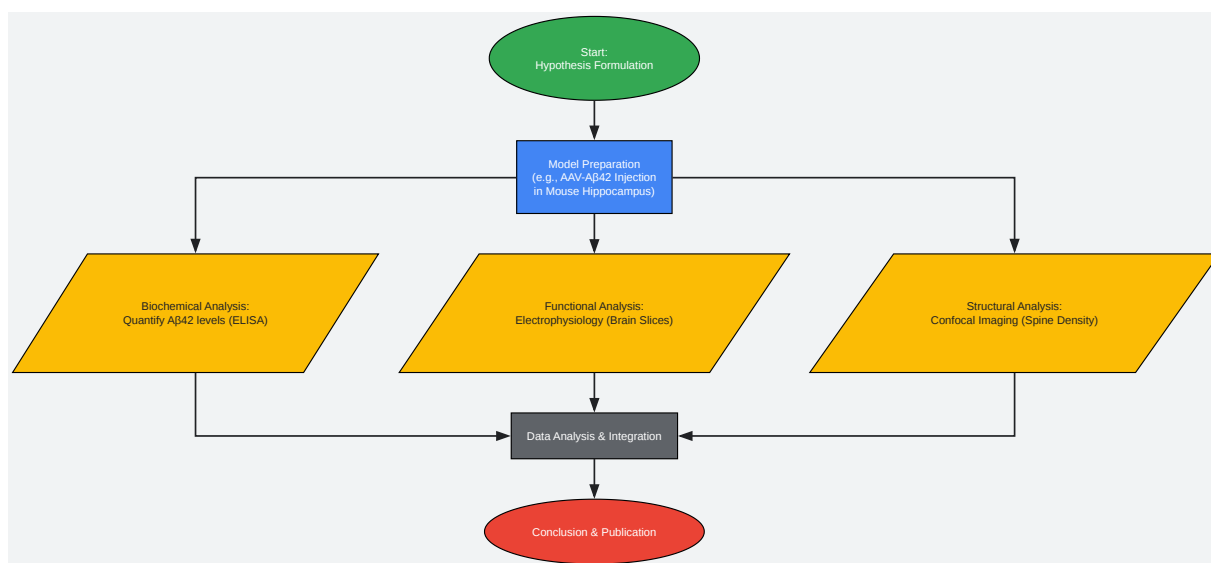 Start:
Hypothesis Formulation
Model Preparation
(e.g., AAV-Aβ42 Injection
in Mouse Hippocampus)
Biochemical Analysis:
Quantify Aβ42 levels (ELISA)
Functional Analysis:
Electrophysiology (Brain Slices)
Structural Analysis:
Confocal Imaging (Spine Density)
Data Analysis & Integration
Conclusion & Publication